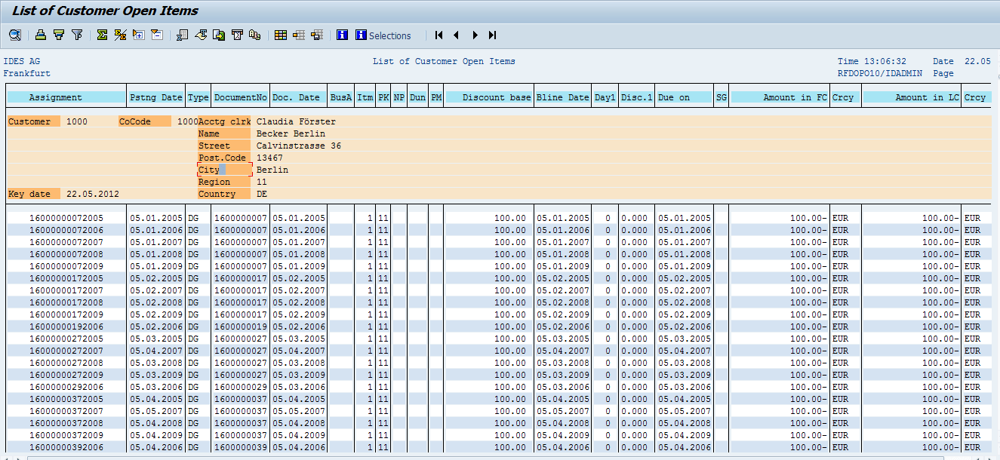 List of Customer Open Items
Selections
IDES AG List of Customer Open Items Time 13:06:32 Date 22.05
Frankfurt RFDOPO10/IDADMIN Page
Assignment Pstng Date Type DocumentNo Doc. Date BusA Itm PK NP Dun PM Discount base Bline Date Day1 Disc.1 Due on SG Amount in FC Crcy Amount in LC Crcy
Customer 1000 CoCode 1000 Acctg clrk Claudia Förster
Name Becker Berlin
Street Calvinstrasse 36
Post.Code 13467
City Berlin
Region 11
Key date 22.05.2012 Country DE
16000000072005 05.01.2005 DG 1600000007 05.01.2005 1 11 100.00 05.01.2005 0 0.000 05.01.2005 100.00- EUR 100.00- EUR
16000000072006 05.01.2006 DG 1600000007 05.01.2006 1 11 100.00 05.01.2006 0 0.000 05.01.2006 100.00- EUR 100.00- EUR
16000000072007 05.01.2007 DG 1600000007 05.01.2007 1 11 100.00 05.01.2007 0 0.000 05.01.2007 100.00- EUR 100.00- EUR
16000000072008 05.01.2008 DG 1600000007 05.01.2008 1 11 100.00 05.01.2008 0 0.000 05.01.2008 100.00- EUR 100.00- EUR
16000000072009 05.01.2009 DG 1600000007 05.01.2009 1 11 100.00 05.01.2009 0 0.000 05.01.2009 100.00- EUR 100.00- EUR
16000000172005 05.02.2005 DG 1600000017 05.02.2005 1 11 100.00 05.02.2005 0 0.000 05.02.2005 100.00- EUR 100.00- EUR
16000000172007 05.02.2007 DG 1600000017 05.02.2007 1 11 100.00 05.02.2007 0 0.000 05.02.2007 100.00- EUR 100.00- EUR
16000000172008 05.02.2008 DG 1600000017 05.02.2008 1 11 100.00 05.02.2008 0 0.000 05.02.2008 100.00- EUR 100.00- EUR
16000000172009 05.02.2009 DG 1600000017 05.02.2009 1 11 100.00 05.02.2009 0 0.000 05.02.2009 100.00- EUR 100.00- EUR
16000000192006 05.02.2006 DG 1600000019 05.02.2006 1 11 100.00 05.02.2006 0 0.000 05.02.2006 100.00- EUR 100.00- EUR
16000000272005 05.03.2005 DG 1600000027 05.03.2005 1 11 100.00 05.03.2005 0 0.000 05.03.2005 100.00- EUR 100.00- EUR
16000000272007 05.04.2007 DG 1600000027 05.04.2007 1 11 100.00 05.04.2007 0 0.000 05.04.2007 100.00- EUR 100.00- EUR
16000000272008 05.03.2008 DG 1600000027 05.03.2008 1 11 100.00 05.03.2008 0 0.000 05.03.2008 100.00- EUR 100.00- EUR
16000000272009 05.03.2009 DG 1600000027 05.03.2009 1 11 100.00 05.03.2009 0 0.000 05.03.2009 100.00- EUR 100.00- EUR
16000000292006 05.03.2006 DG 1600000029 05.03.2006 1 11 100.00 05.03.2006 0 0.000 05.03.2006 100.00- EUR 100.00- EUR
16000000372005 05.04.2005 DG 1600000037 05.04.2005 1 11 100.00 05.04.2005 0 0.000 05.04.2005 100.00- EUR 100.00- EUR
16000000372007 05.05.2007 DG 1600000037 05.05.2007 1 11 100.00 05.05.2007 0 0.000 05.05.2007 100.00- EUR 100.00- EUR
16000000372008 05.04.2008 DG 1600000037 05.04.2008 1 11 100.00 05.04.2008 0 0.000 05.04.2008 100.00- EUR 100.00- EUR
16000000372009 05.04.2009 DG 1600000037 05.04.2009 1 11 100.00 05.04.2009 0 0.000 05.04.2009 100.00- EUR 100.00- EUR
16000000392006 05.04.2006 DG 1600000039 05.04.2006 1 11 100.00 05.04.2006 0 0.000 05.04.2006 100.00- EUR 100.00- EUR